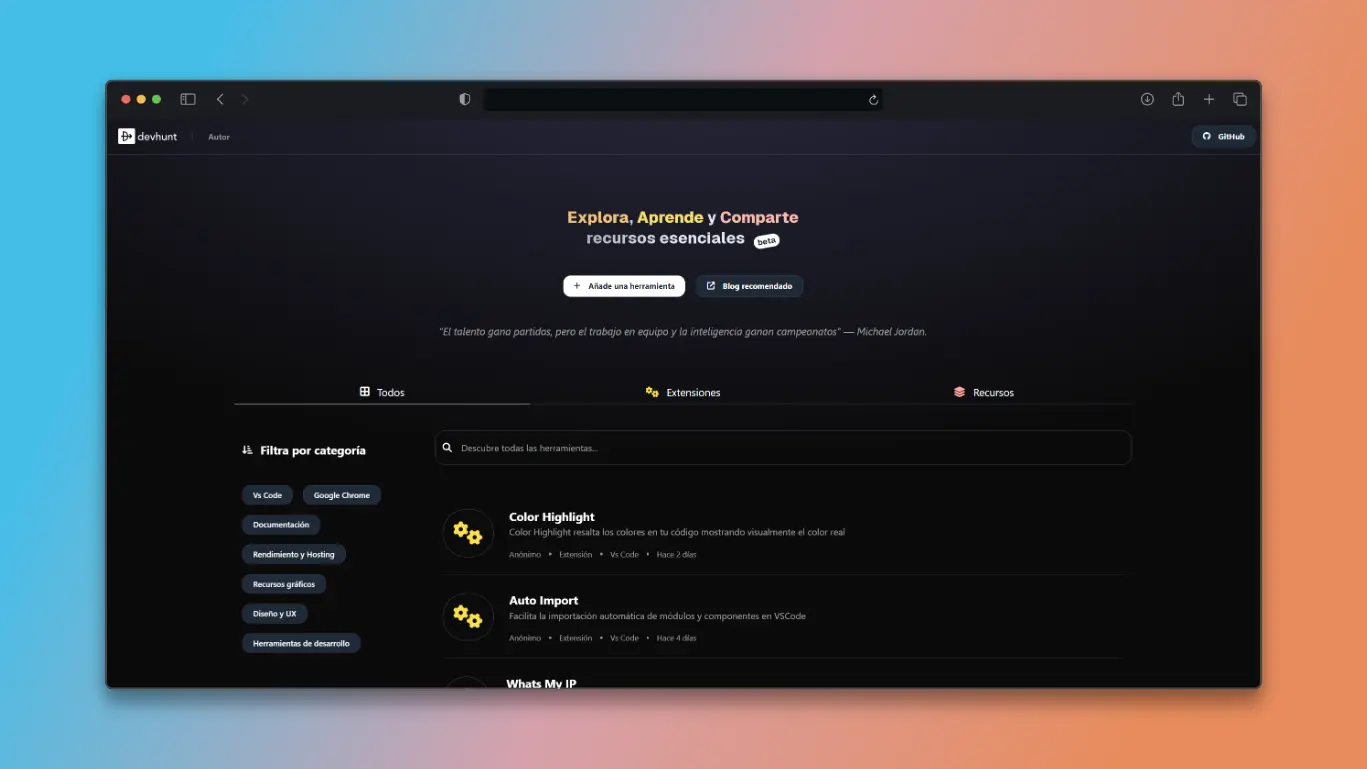 devhunt
Autor
GitHub
Explora, Aprende y Comparte
recursos esenciales beta
+ Añade una herramienta
Blog recomendado
"El talento gana partidos, pero el trabajo en equipo y la inteligencia ganan campeonatos" — Michael Jordan.
Todos
Extensiones
Recursos
Filtra por categoría
Descubre todas las herramientas...
Vs Code
Google Chrome
Documentación
Rendimiento y Hosting
Recursos gráficos
Diseño y UX
Herramientas de desarrollo
Color Highlight
Color Highlight resalta los colores en tu código mostrando visualmente el color real
Anónimo • Extensión • Vs Code • Hace 2 días
Auto Import
Facilita la importación automática de módulos y componentes en VSCode
Anónimo • Extensión • Vs Code • Hace 4 días
Whats My IP